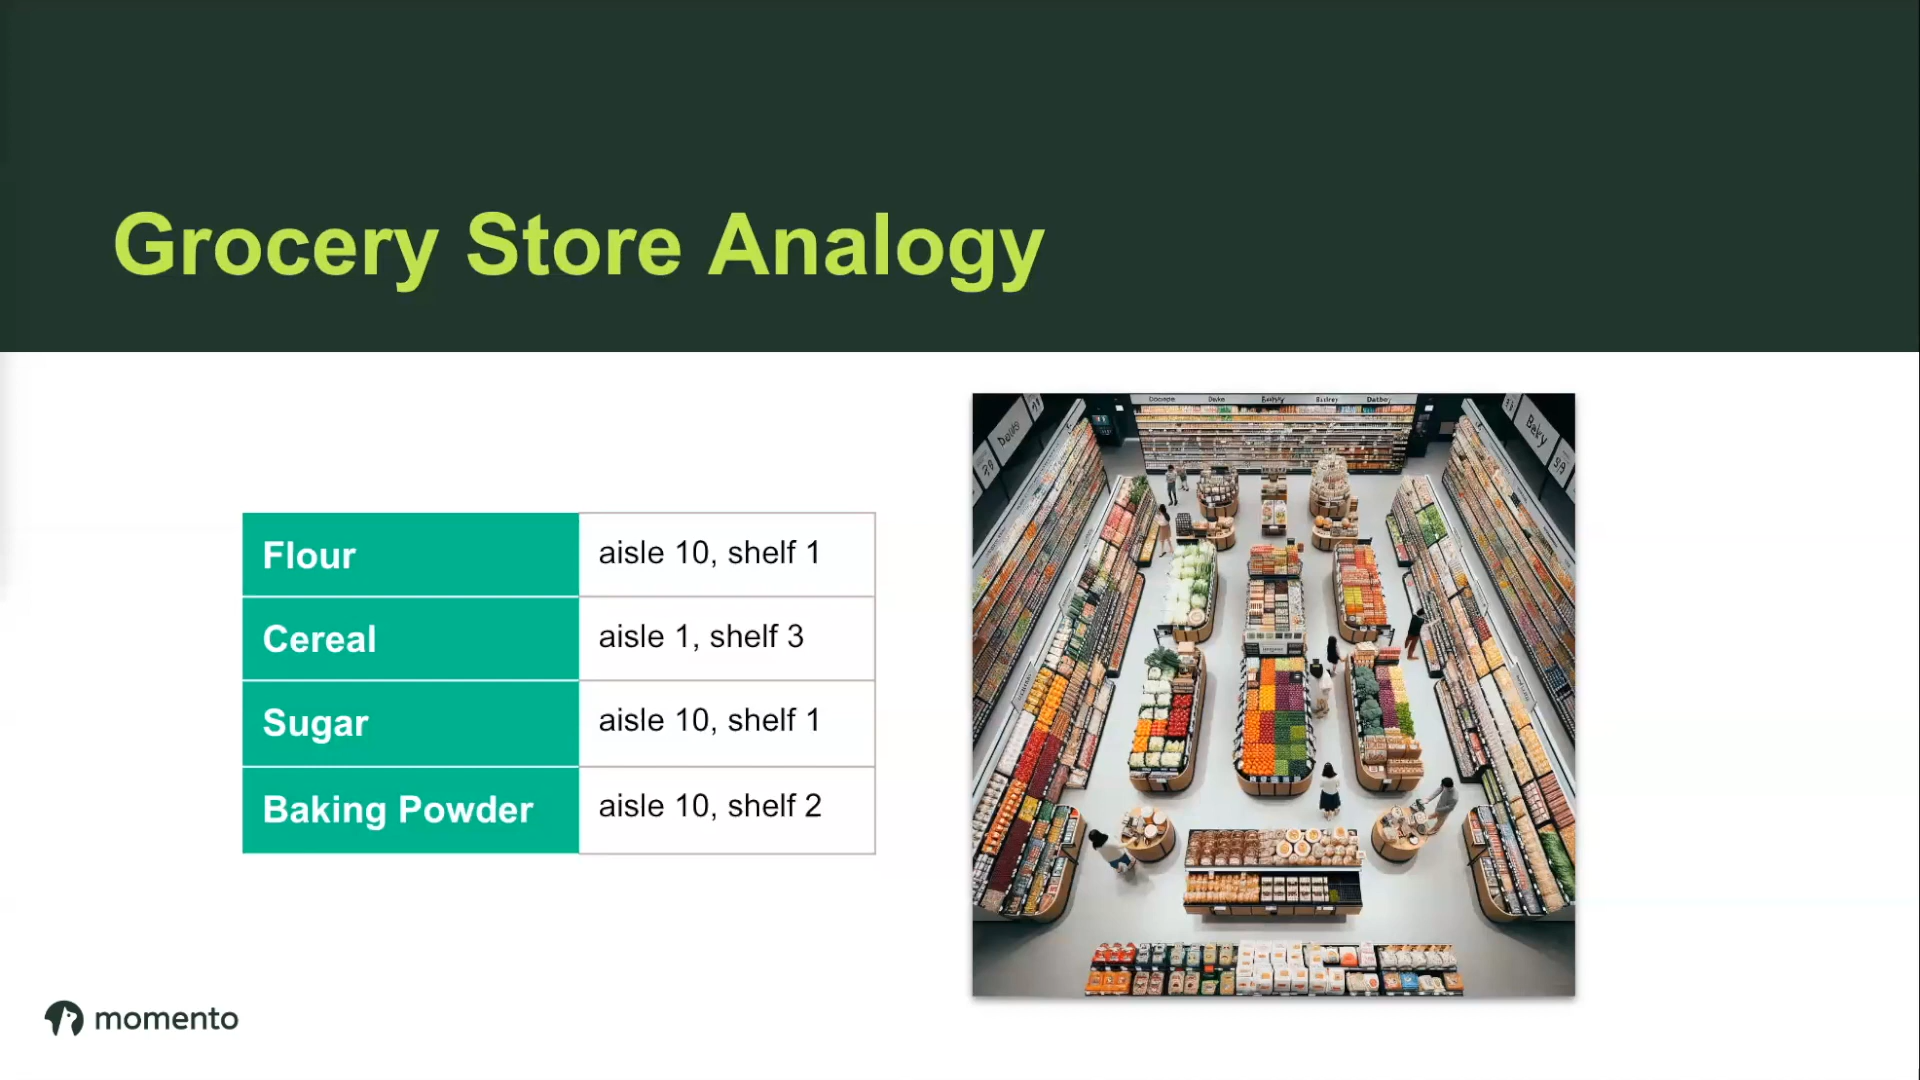 Grocery Store Analogy
Flour aisle 10, shelf 1
Cereal aisle 1, shelf 3
Sugar aisle 10, shelf 1
Baking Powder aisle 10, shelf 2
momento